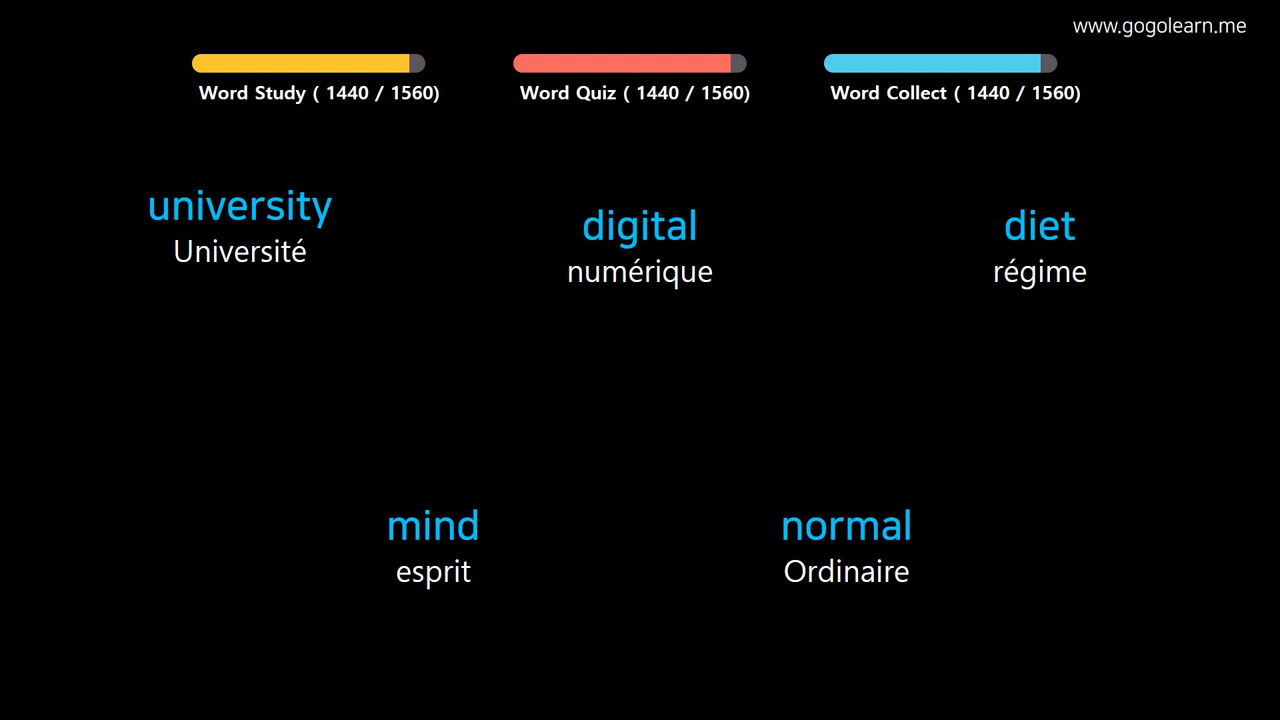 www.gogolearn.me
Word Study ( 1440 / 1560)
Word Quiz ( 1440 / 1560)
Word Collect ( 1440 / 1560)
university
Université
digital
numérique
diet
régime
mind
esprit
normal
Ordinaire